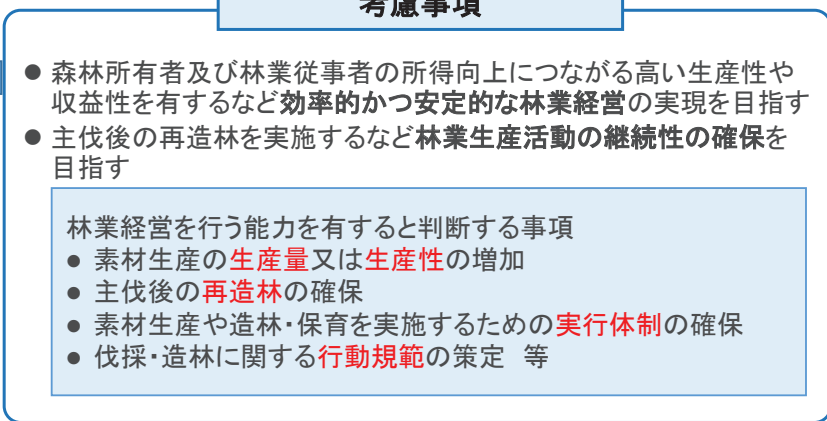 考慮事項
● 森林所有者及び林業従事者の所得向上につながる高い生産性や
収益性を有するなど効率的かつ安定的な林業経営の実現を目指す
● 主伐後の再造林を実施するなど林業生産活動の継続性の確保を
目指す
林業経営を行う能力を有すると判断する事項
● 素材生産の生産量又は生産性の増加
● 主伐後の再造林の確保
● 素材生産や造林・保育を実施するための実行体制の確保
● 伐採・造林に関する行動規範の策定　等